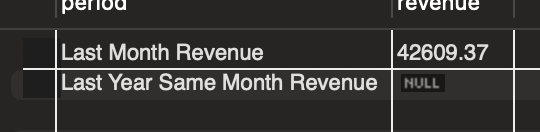 period revenue
Last Month Revenue 42609.37
Last Year Same Month Revenue NULL